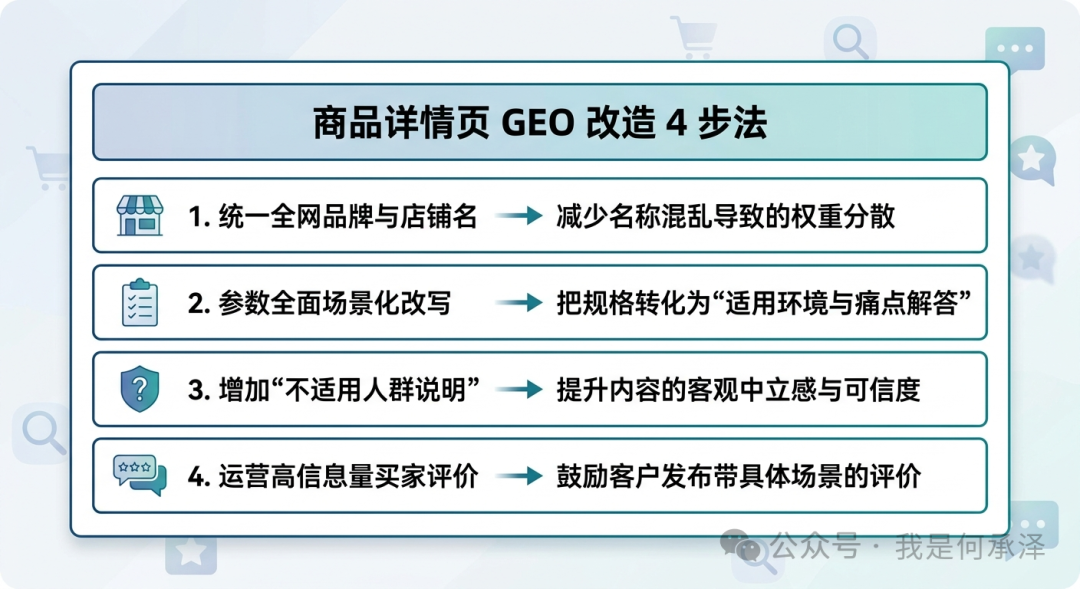 商品详情页 GEO 改造 4 步法
1. 统一全网品牌与店铺名 → 减少名称混乱导致的权重分散
2. 参数全面场景化改写 → 把规格转化为“适用环境与痛点解答”
3. 增加“不适用人群说明” → 提升内容的客观中立感与可信度
4. 运营高信息量买家评价 → 鼓励客户发布带具体场景的评价
公众号 · 我是何承泽